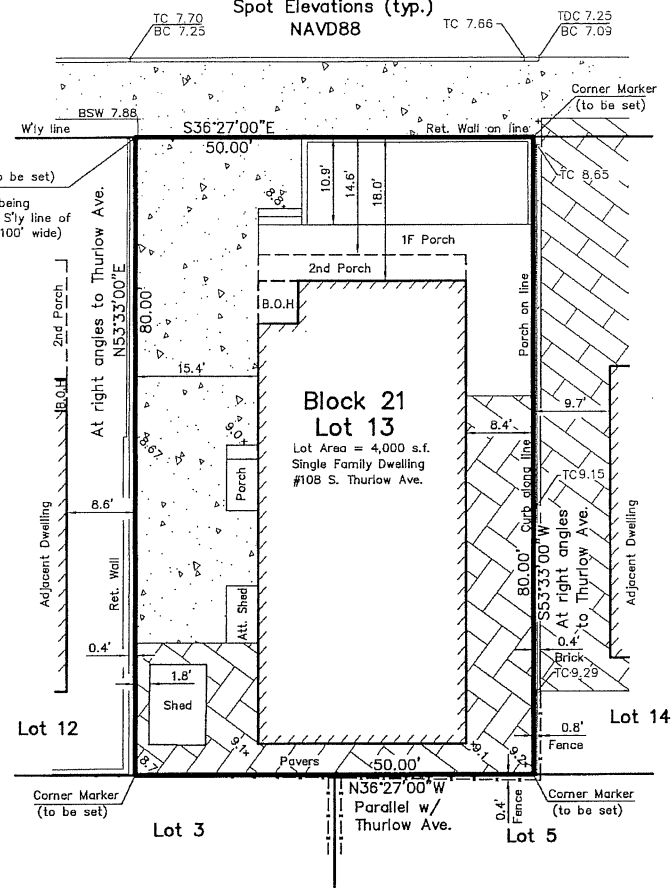 Spot Elevations (typ.)
NAVD88
TC 7.70
BC 7.25
TC 7.66
TDC 7.25
BC 7.09
Corner Marker
(to be set)
BSW 7.88
W'ly line
S36°27'00"E
50.00'
Ret. Wall on line
TC 8.65
o be set)
being
S'ly line of
100' wide)
At right angles to Thurlow Ave.
N53°33'00"E
80.00'
8.8
10.9'
14.6'
18.0'
1F Porch
2nd Porch
B.O.H
2nd Porch
B.O.H
Porch on line
15.4'
9.7'
Block 21
Lot 13
Lot Area = 4,000 s.f.
Single Family Dwelling
#108 S. Thurlow Ave.
8.4'
9.0
8.67
Porch
Curb along line
TC 9.15
8.6'
Adjacent Dwelling
Ret. Wall
80.00'
S53°33'00"W
At right angles
to Thurlow Ave.
Adjacent Dwelling
Att. Shed
0.4'
0.4'
Brick
TC 9.29
1.8'
Shed
Lot 12
Lot 14
0.8'
Fence
8.7
9.1
Pavers
50.00'
9.1
9.2
Corner Marker
(to be set)
N36°27'00"W
Parallel w/
Thurlow Ave.
0.4'
Fence
Corner Marker
(to be set)
Lot 3
Lot 5